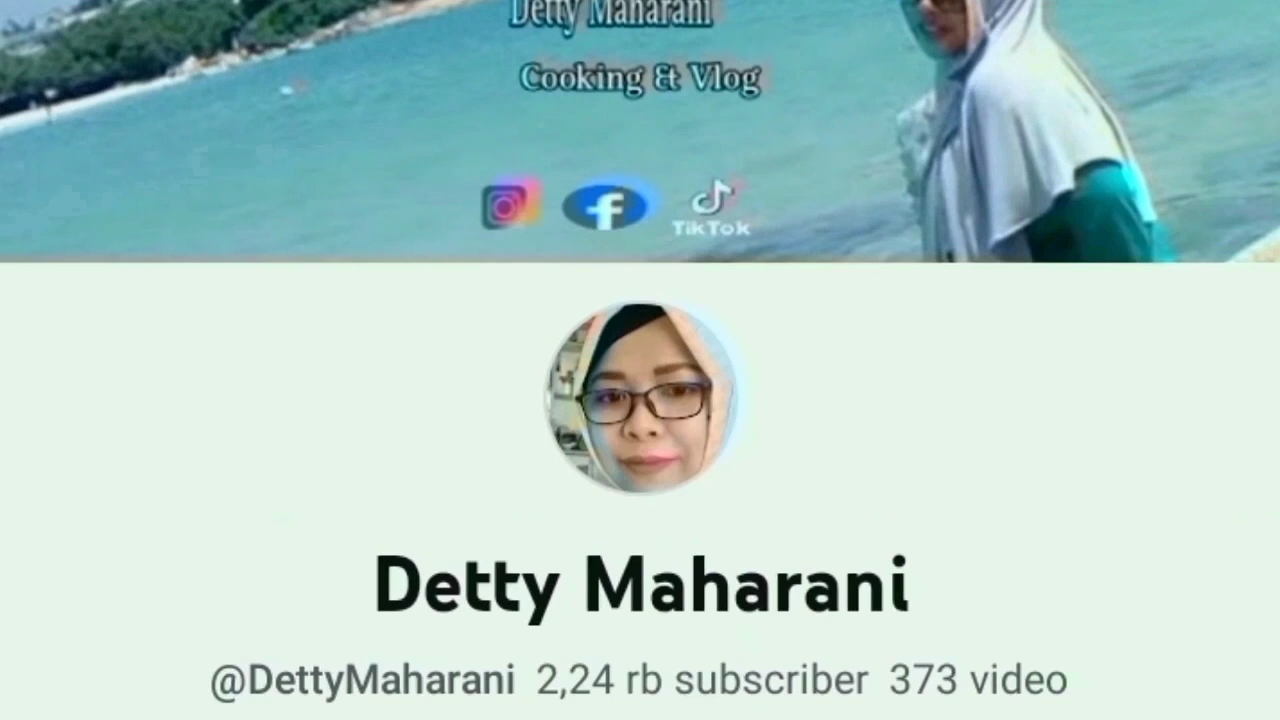 Detty Maharani
Cooking & Vlog
TikTok
Detty Maharani
@DettyMaharani 2,24 rb subscriber 373 video